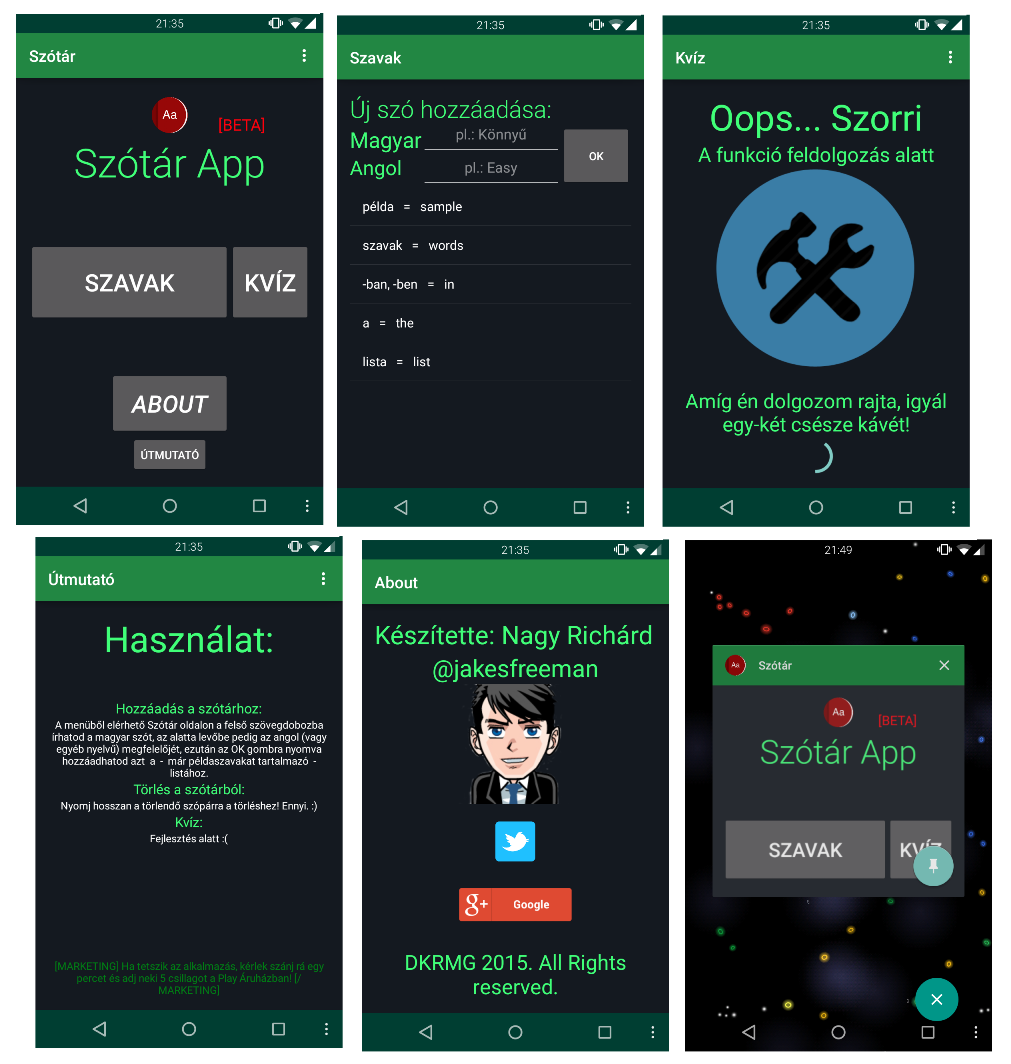 21:35
Szótár
Aa
[BETA]
Szótár App
SZAVAK
KVÍZ
ABOUT
ÚTMUTATÓ
21:35
Szavak
Új szó hozzáadása:
Magyar
pl.: Könnyű
Angol
pl.: Easy
OK
példa = sample
szavak = words
-ban, -ben = in
a = the
lista = list
21:35
Kvíz
Oops... Szorri
A funkció feldolgozás alatt
Amíg én dolgozom rajta, igyál
egy-két csésze kávét!
21:35
Útmutató
Használat:
Hozzáadás a szótárhoz:
A menüből elérhető Szótár oldalon a felső szövegdobozba
írhatod a magyar szót, az alatta levőbe pedig az angol (vagy
egyéb nyelvű) megfelelőjét, ezután az OK gombra nyomva
hozzáadhatod azt a - már példaszavakat tartalmazó -
listához.
Törlés a szótárból:
Nyomj hosszan a törlendő szópárra a törléshez! Ennyi. :)
Kvíz:
Fejlesztés alatt :(
[MARKETING] Ha tetszik az alkalmazás, kérlek szánj rá egy
percet és adj neki 5 csillagot a Play Áruházban! [/
MARKETING]
21:35
About
Készítette: Nagy Richárd
@jakesfreeman
g+ Google
DKRMG 2015. All Rights
reserved.
21:49
Aa
Szótár
Aa
[BETA]
Szótár App
SZAVAK
KVÍZ